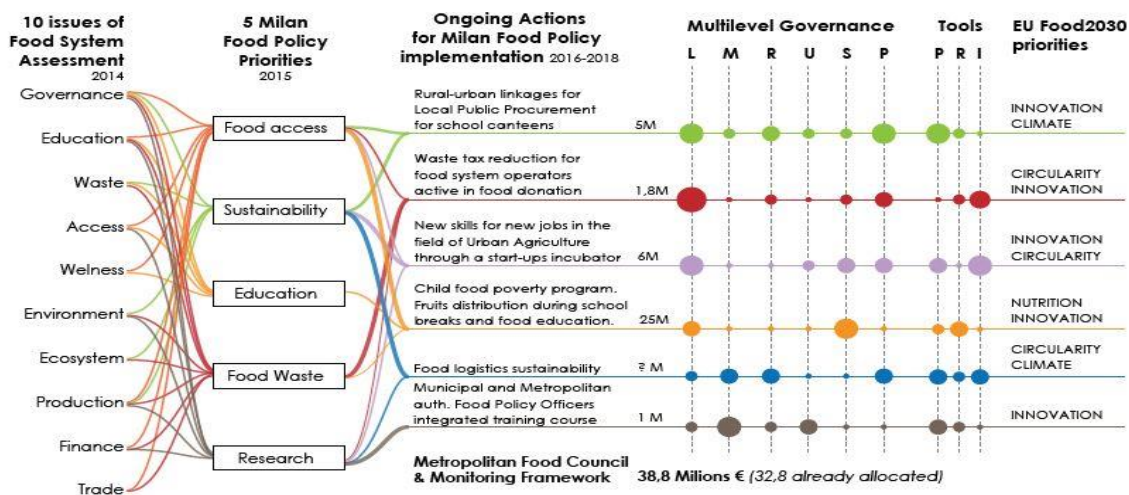 10 issues of
Food System
Assessment
2014
5 Milan
Food Policy
Priorities
2015
Ongoing Actions
for Milan Food Policy
implementation 2016-2018
Multilevel Governance
L M R U S P
Tools
P R I
EU Food2030
priorities
Governance
Education
Waste
Access
Welness
Environment
Ecosystem
Production
Finance
Trade
Food access
Sustainability
Education
Food Waste
Research
Rural-urban linkages for
Local Public Procurement
for school canteens
5M
INNOVATION
CLIMATE
Waste tax reduction for
food system operators
active in food donation
1,8M
CIRCULARITY
INNOVATION
New skills for new jobs in the
field of Urban Agriculture
through a start-ups incubator
6M
INNOVATION
CIRCULARITY
Child food poverty program.
Fruits distribution during school
breaks and food education.
25M
NUTRITION
INNOVATION
Food logistics sustainability
? M
CIRCULARITY
CLIMATE
Municipal and Metropolitan
auth. Food Policy Officers
integrated training course
1 M
INNOVATION
Metropolitan Food Council
& Monitoring Framework
38,8 Milions € (32,8 already allocated)